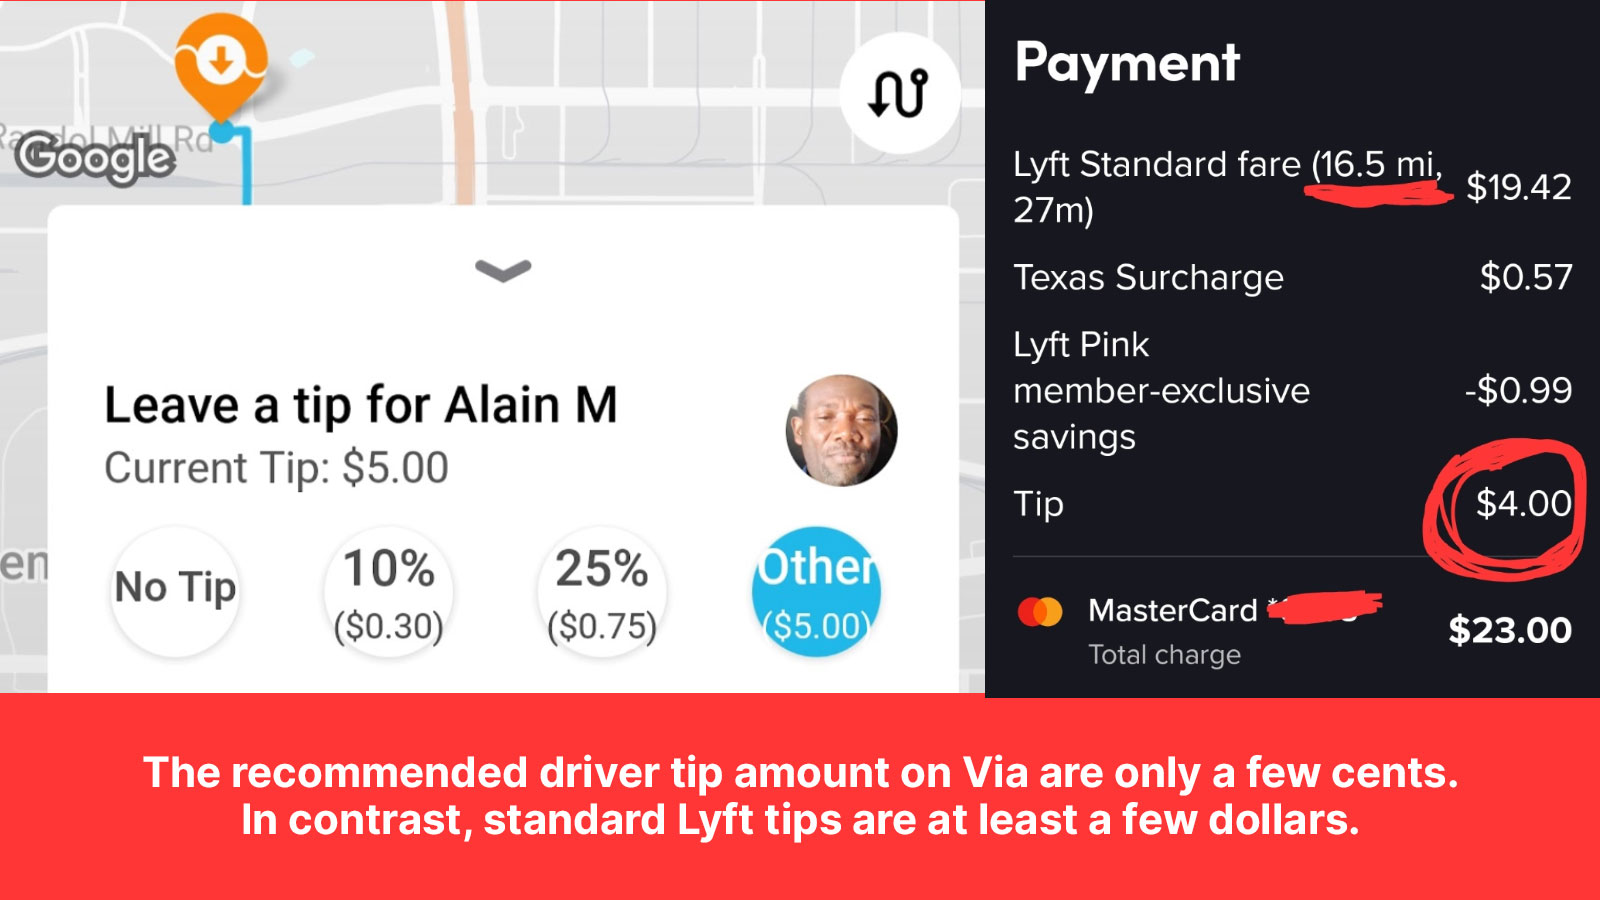 Mill Rd
Google
en
Leave a tip for Alain M
Current Tip: $5.00
No Tip
10%
($0.30)
25%
($0.75)
Other
($5.00)
Payment
Lyft Standard fare (16.5 mi,
27m)
$19.42
Texas Surcharge
$0.57
Lyft Pink
member-exclusive
savings
-$0.99
Tip
$4.00
MasterCard
Total charge
$23.00
The recommended driver tip amount on Via are only a few cents.
In contrast, standard Lyft tips are at least a few dollars.